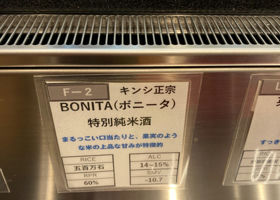 F-2
キンシ正宗
BONITA(ボニータ)
特別純米酒
まるっこい口当たりと、果実のよう
な米の上品な甘みが特徴的
RICE
五百万石
ALC
14~15%
RPR
60%
SMV
-10.7